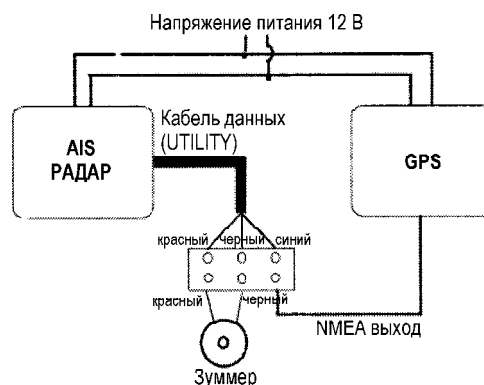 Напряжение питания 12 В
AIS
РАДАР
Кабель данных
(UTILITY)
GPS
красный черный синий
красный черный
NMEA выход
Зуммер